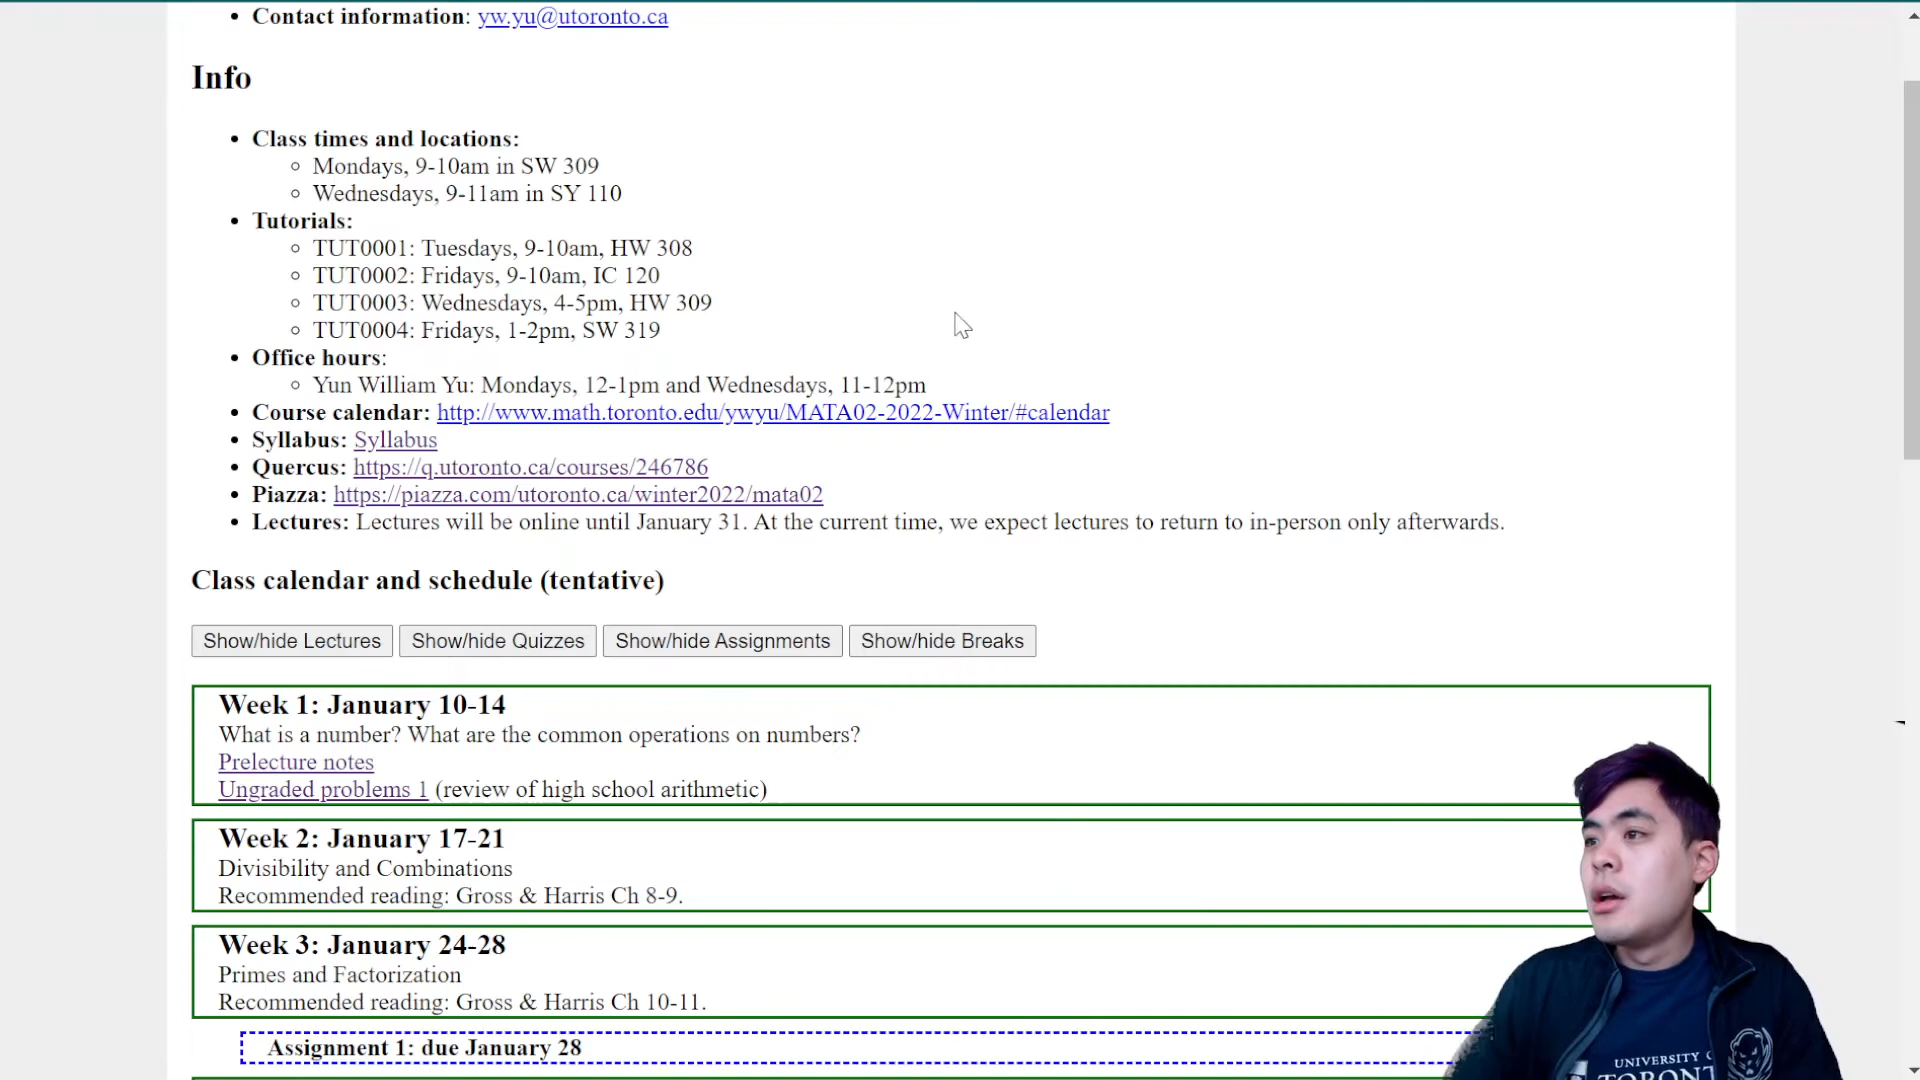 Contact information: yw.yu@utoronto.ca
Info
Class times and locations:
Mondays, 9-10am in SW 309
Wednesdays, 9-11am in SY 110
Tutorials:
TUT0001: Tuesdays, 9-10am, HW 308
TUT0002: Fridays, 9-10am, IC 120
TUT0003: Wednesdays, 4-5pm, HW 309
TUT0004: Fridays, 1-2pm, SW 319
Office hours:
Yun William Yu: Mondays, 12-1pm and Wednesdays, 11-12pm
Course calendar: http://www.math.toronto.edu/ywyu/MATA02-2022-Winter/#calendar
Syllabus: Syllabus
Quercus: https://q.utoronto.ca/courses/246786
Piazza: https://piazza.com/utoronto.ca/winter2022/mata02
Lectures: Lectures will be online until January 31. At the current time, we expect lectures to return to in-person only afterwards.
Class calendar and schedule (tentative)
Show/hide Lectures Show/hide Quizzes Show/hide Assignments Show/hide Breaks
Week 1: January 10-14
What is a number? What are the common operations on numbers?
Prelecture notes
Ungraded problems 1 (review of high school arithmetic)
Week 2: January 17-21
Divisibility and Combinations
Recommended reading: Gross & Harris Ch 8-9.
Week 3: January 24-28
Primes and Factorization
Recommended reading: Gross & Harris Ch 10-11.
Assignment 1: due January 28
UNIVERSITY